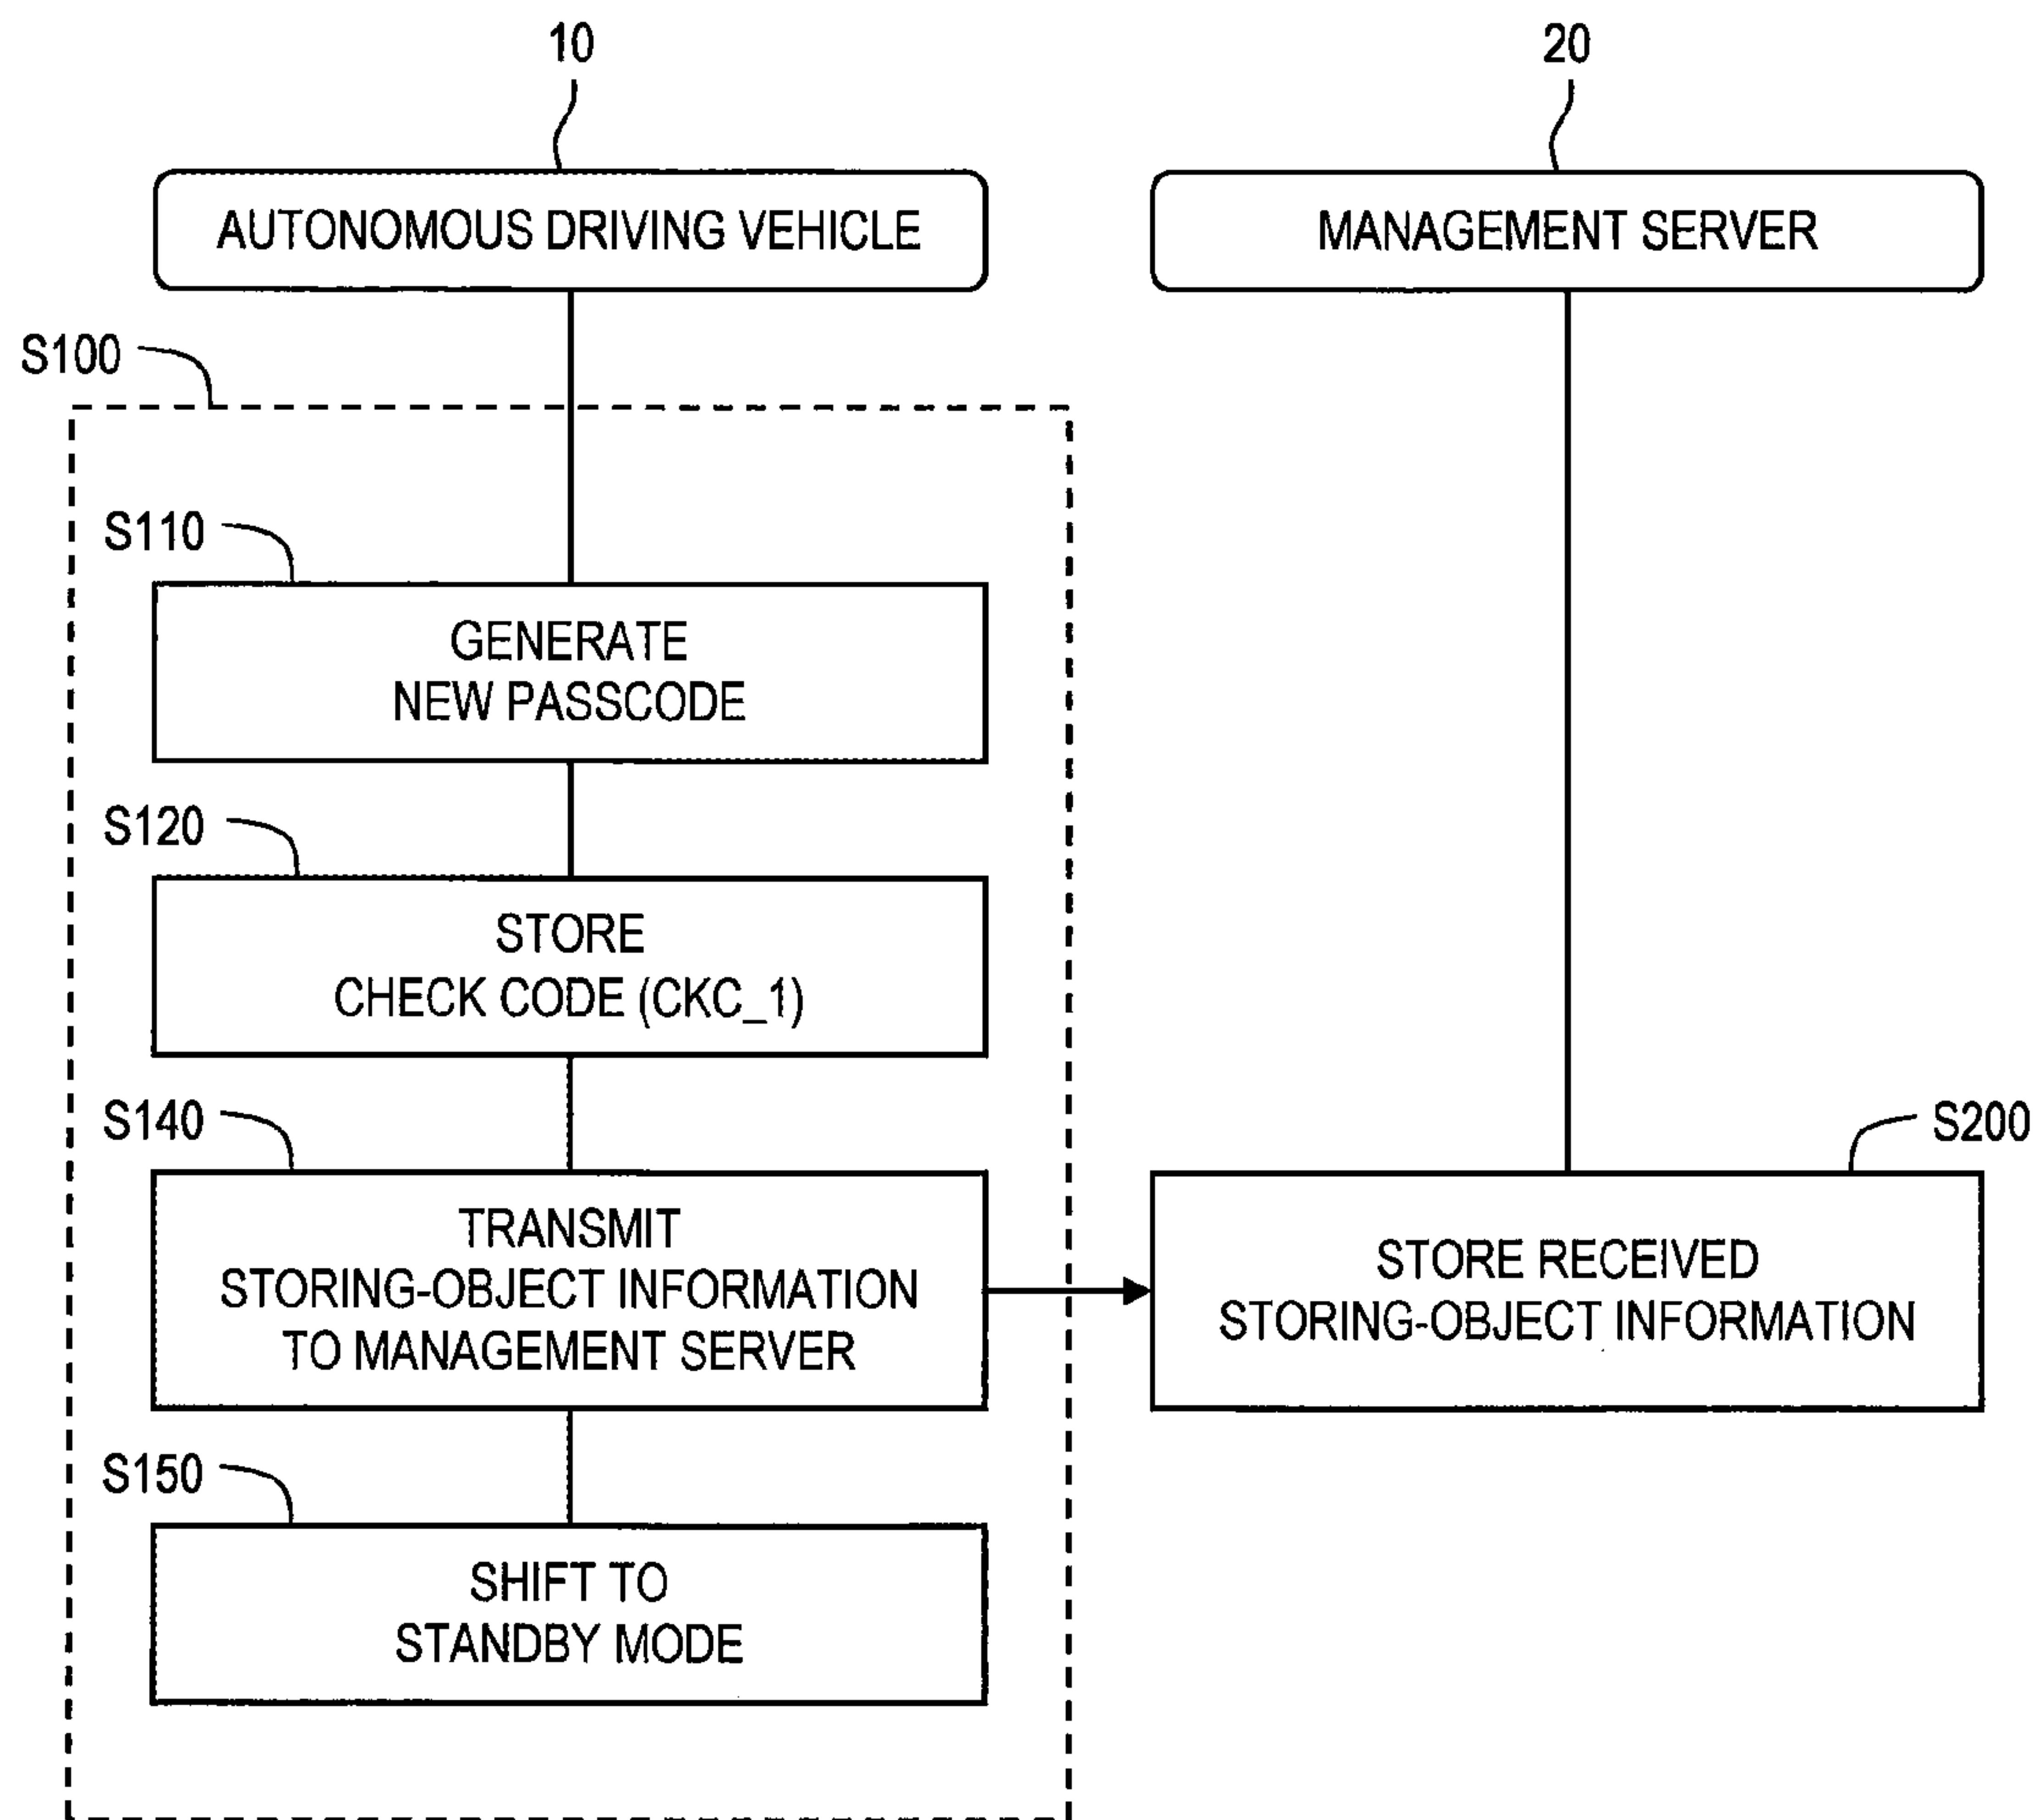 10
20
AUTONOMOUS DRIVING VEHICLE
MANAGEMENT SERVER
S100
S110
GENERATE
NEW PASSCODE
S120
STORE
CHECK CODE (CKC_1)
S140
TRANSMIT
STORING-OBJECT INFORMATION
TO MANAGEMENT SERVER
S200
STORE RECEIVED
STORING-OBJECT INFORMATION
S150
SHIFT TO
STANDBY MODE